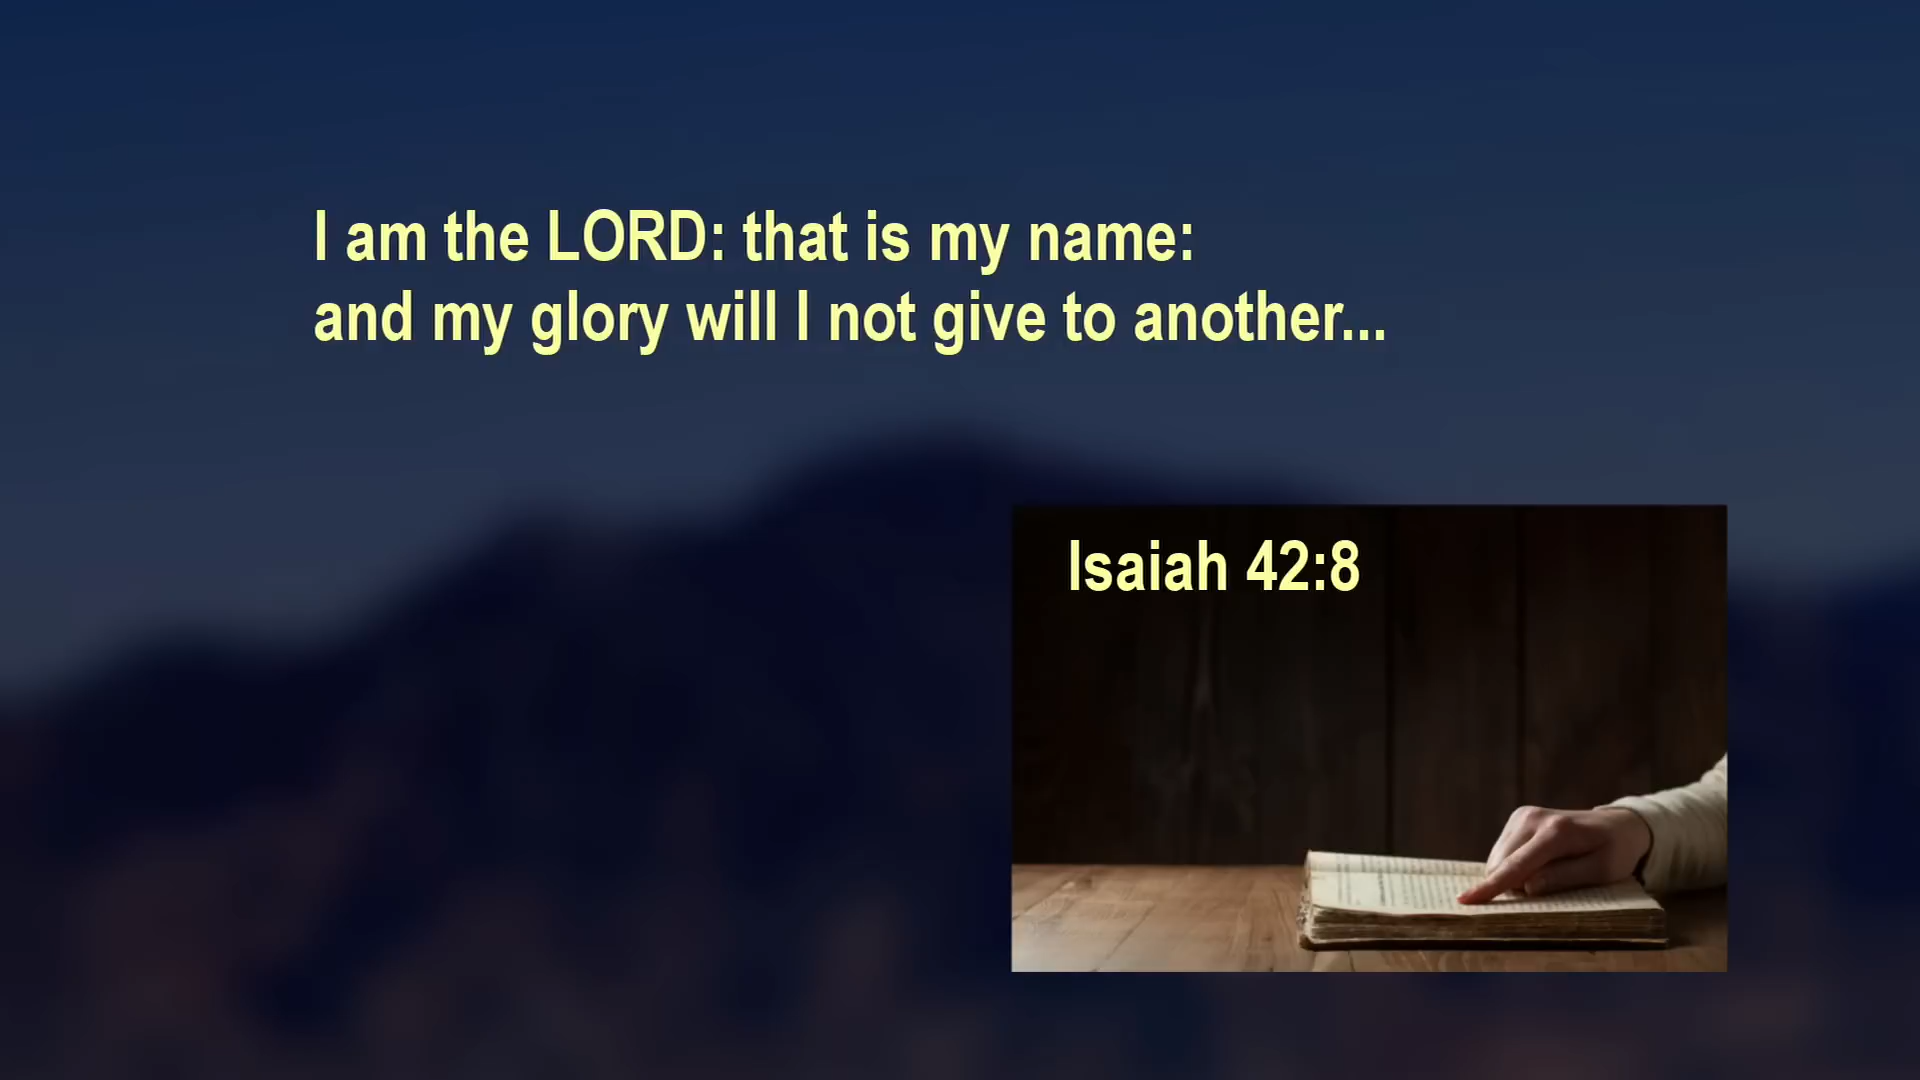 I am the LORD: that is my name:
and my glory will I not give to another...
Isaiah 42:8